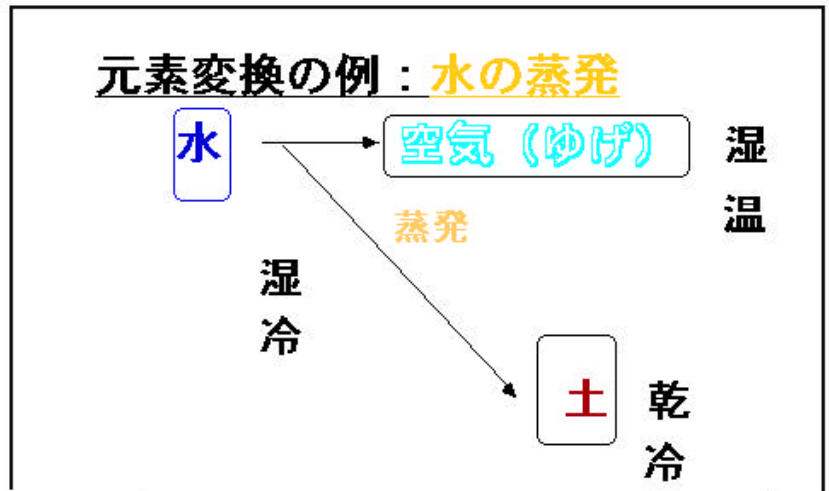 元素変換の例：水の蒸発
水
空気（ゆげ）
湿
温
蒸発
湿
冷
土
乾
冷